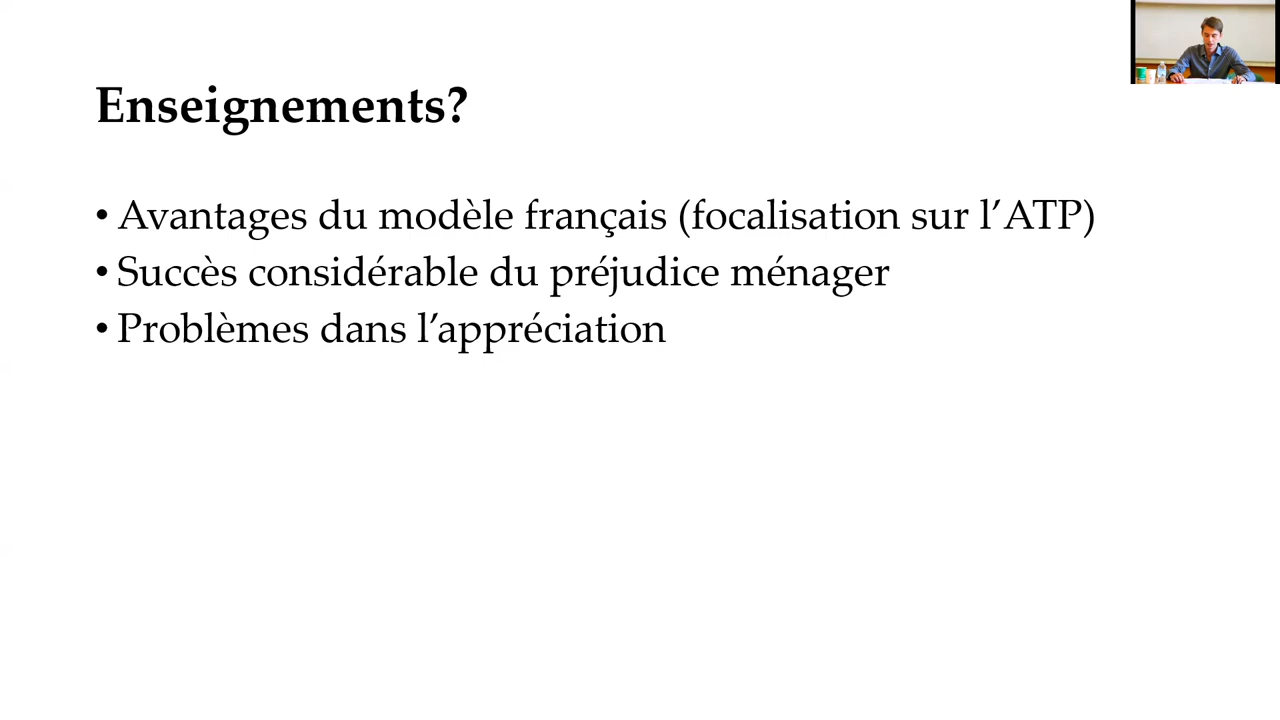 Enseignements?
• Avantages du modèle français (focalisation sur l’ATP)
• Succès considérable du préjudice ménager
• Problèmes dans l’appréciation